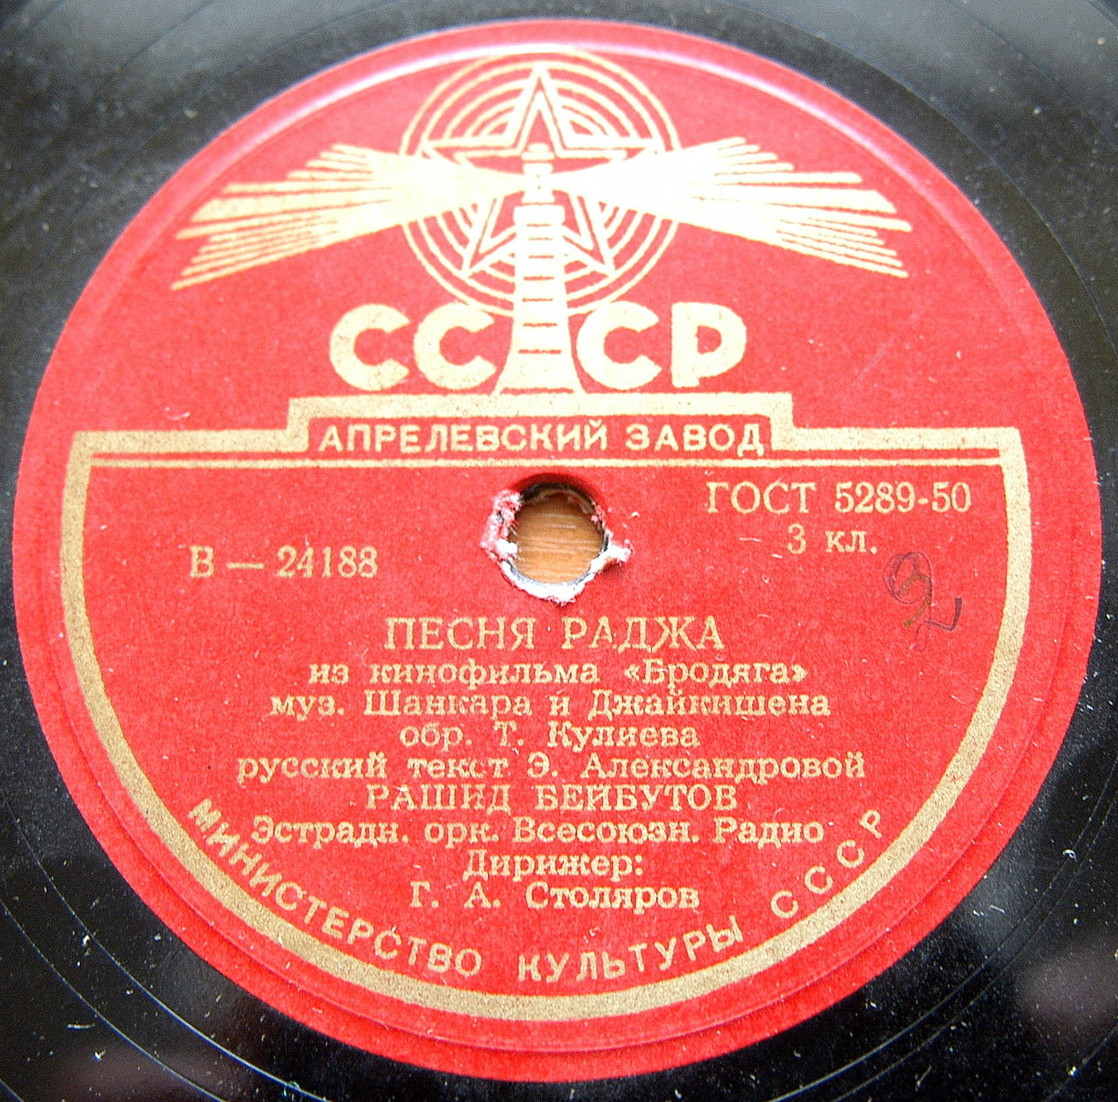 СССР
АПРЕЛЕВСКИЙ ЗАВОД
ГОСТ 5289-50
3 кл.
В — 24188
ПЕСНЯ РАДЖА
из кинофильма «Бродяга»
муз. Шанкара и Джайкишена
обр. Т. Кулиева
русский текст Э. Александровой
РАШИД БЕЙБУТОВ
Эстрадн. орк. Всесоюзн. Радио
Дирижер:
Г. А. Столяров
МИНИСТЕРСТВО КУЛЬТУРЫ СССР